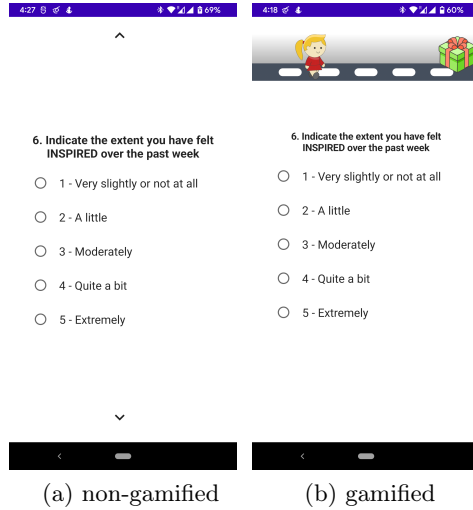 4:27 69%
6. Indicate the extent you have felt
INSPIRED over the past week
1 - Very slightly or not at all
2 - A little
3 - Moderately
4 - Quite a bit
5 - Extremely
(a) non-gamified
4:18 60%
6. Indicate the extent you have felt
INSPIRED over the past week
1 - Very slightly or not at all
2 - A little
3 - Moderately
4 - Quite a bit
5 - Extremely
(b) gamified